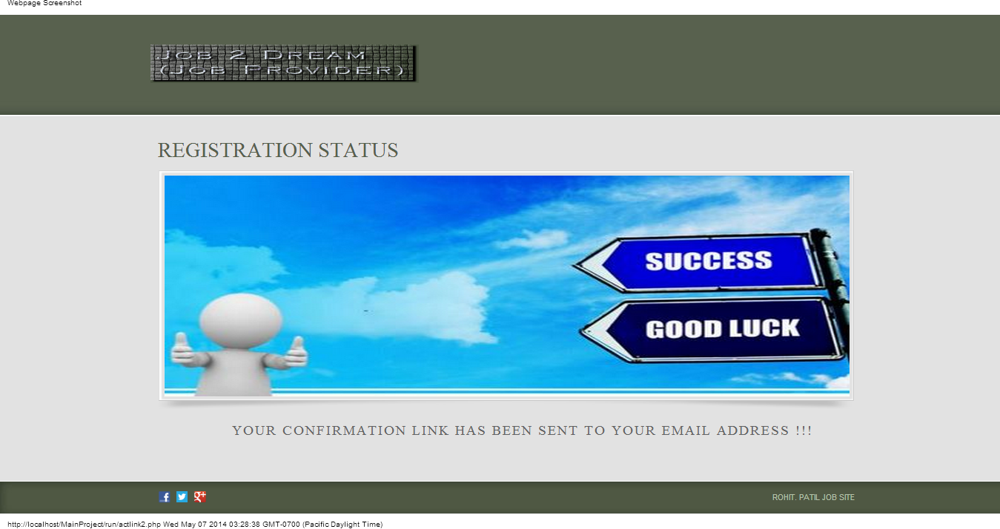 Webpage Screenshot
Job 2 Dream
(Job Provider)
REGISTRATION STATUS
SUCCESS
GOOD LUCK
YOUR CONFIRMATION LINK HAS BEEN SENT TO YOUR EMAIL ADDRESS !!!
ROHIT. PATIL JOB SITE
http://localhost/MainProject/run/actlink2.php Wed May 07 2014 03:28:38 GMT-0700 (Pacific Daylight Time)